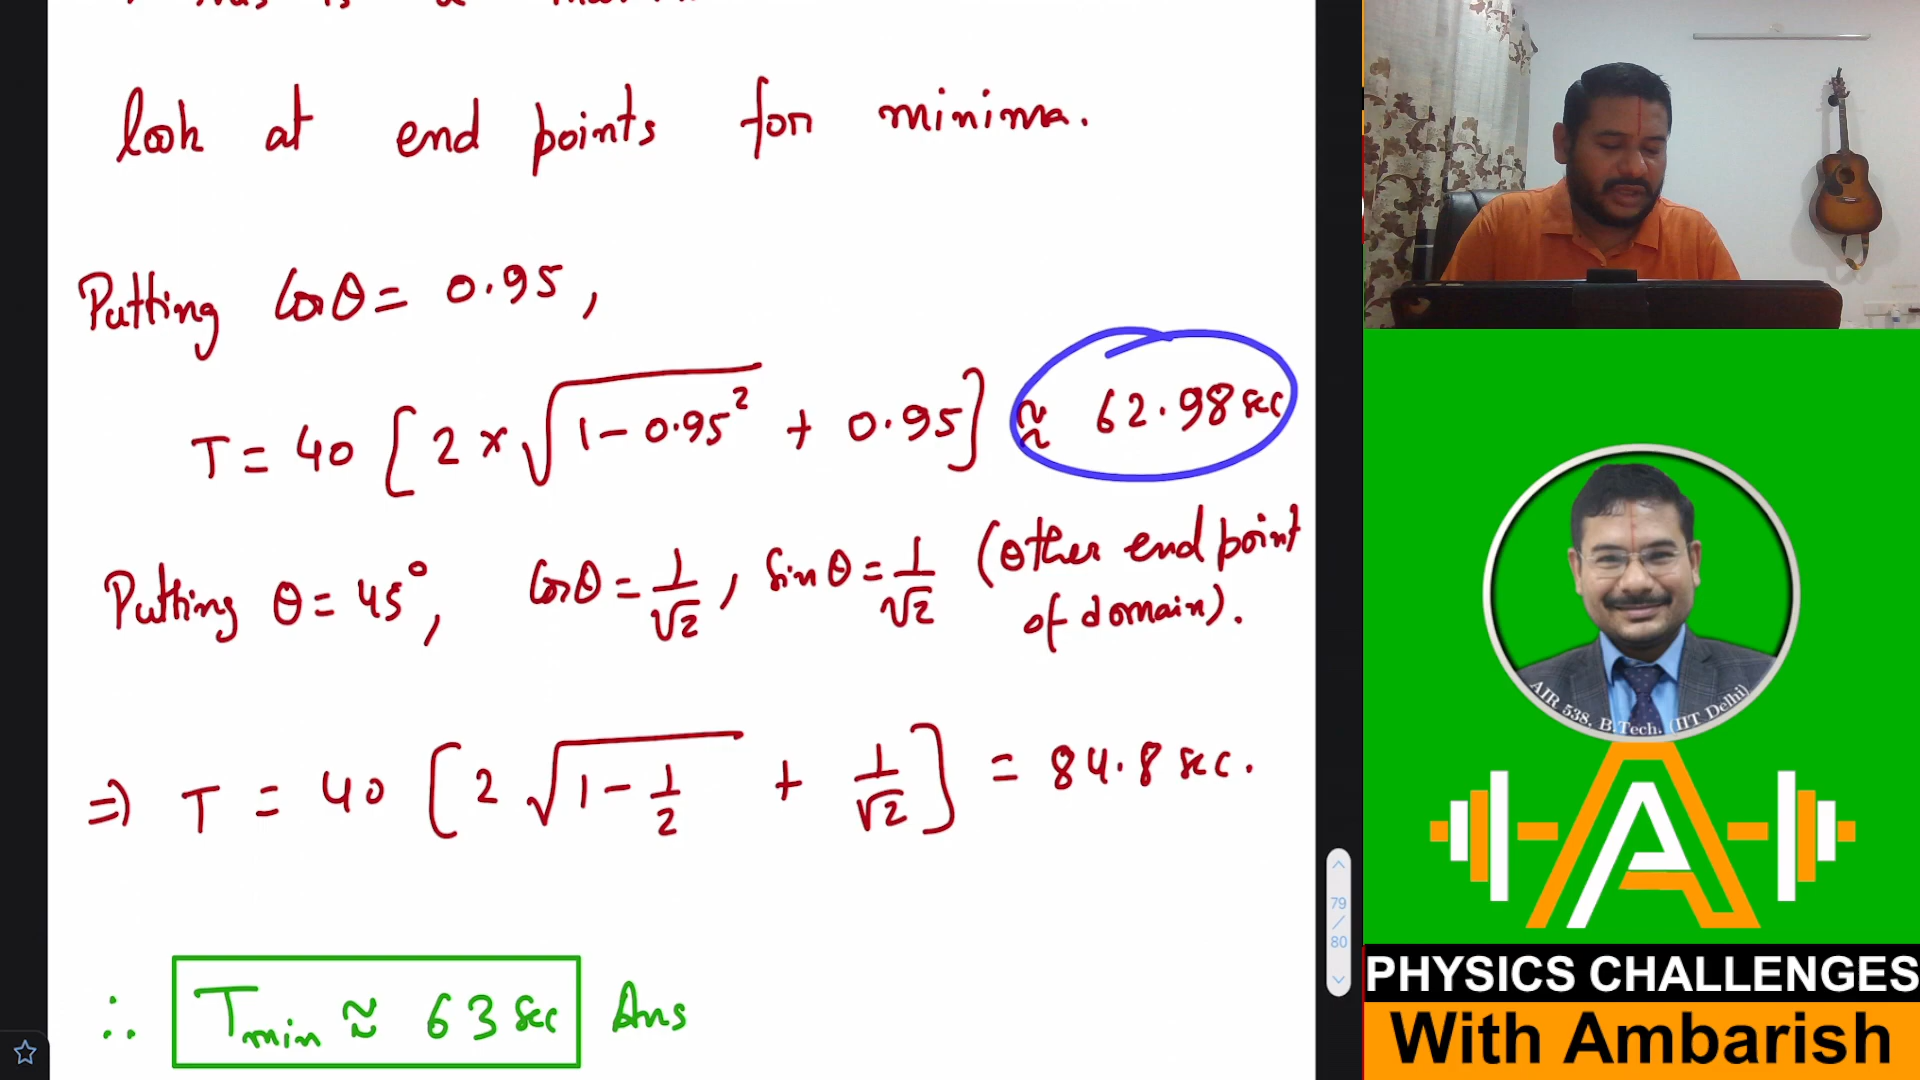 look at end points for minima.
Putting Cosθ = 0.95,
T = 40 [ 2 × √(1 - 0.95²) + 0.95 ] ≈ 62.98 sec
Putting θ = 45°, Cosθ = 1/√2, Sinθ = 1/√2 (other end point
of domain).
⇒ T = 40 [ 2 √(1 - 1/2) + 1/√2 ] = 84.8 sec.
∴ Tmin ≈ 63 sec Ans
79
/
80
AIR 538, B.Tech. (IIT Delhi)
PHYSICS CHALLENGES
With Ambarish